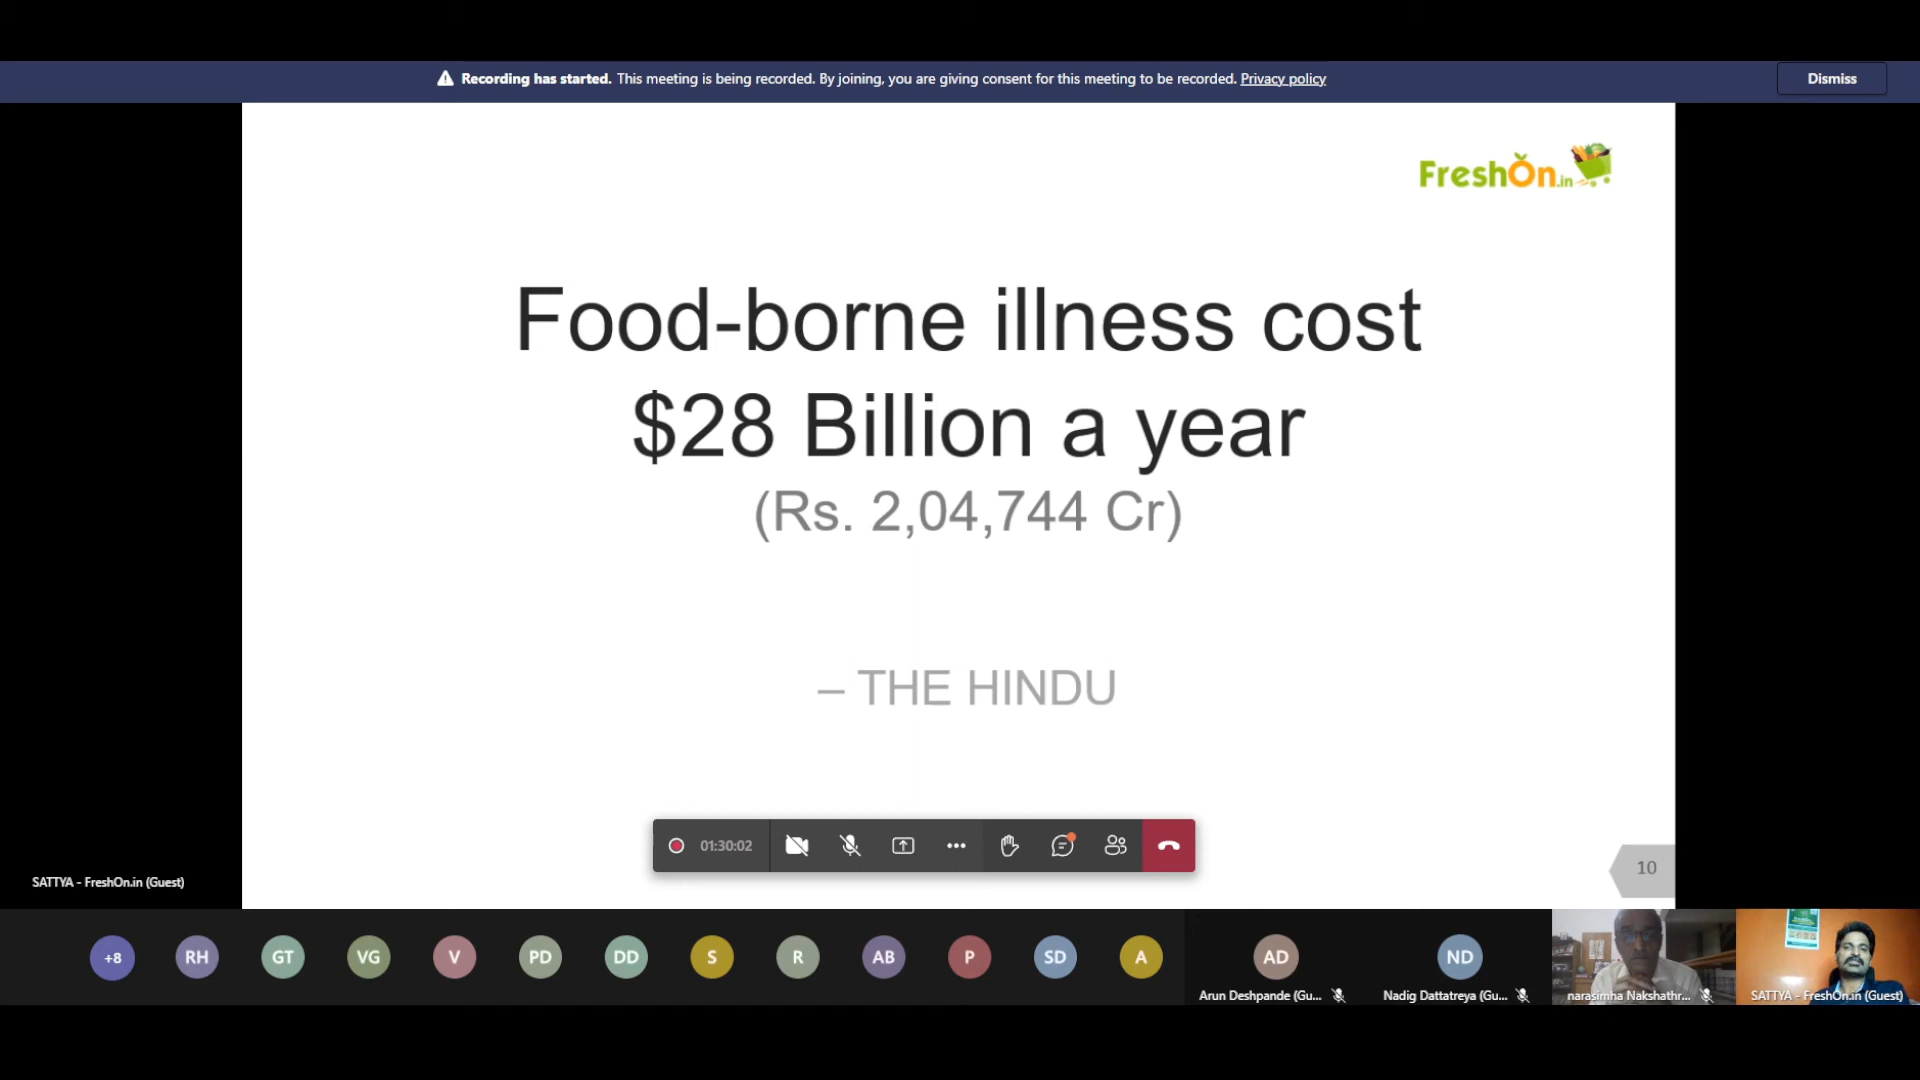 Recording has started. This meeting is being recorded. By joining, you are giving consent for this meeting to be recorded. Privacy policy
Dismiss
FreshOn.in
Food-borne illness cost
$28 Billion a year
(Rs. 2,04,744 Cr)
– THE HINDU
01:30:02
10
SATTYA - FreshOn.in (Guest)
+8
RH
GT
VG
V
PD
DD
S
R
AB
P
SD
A
AD
ND
Arun Deshpande (Gu...
Nadig Dattatreya (Gu...
narasimha Nakshathr...
SATTYA - FreshOn.in (Guest)